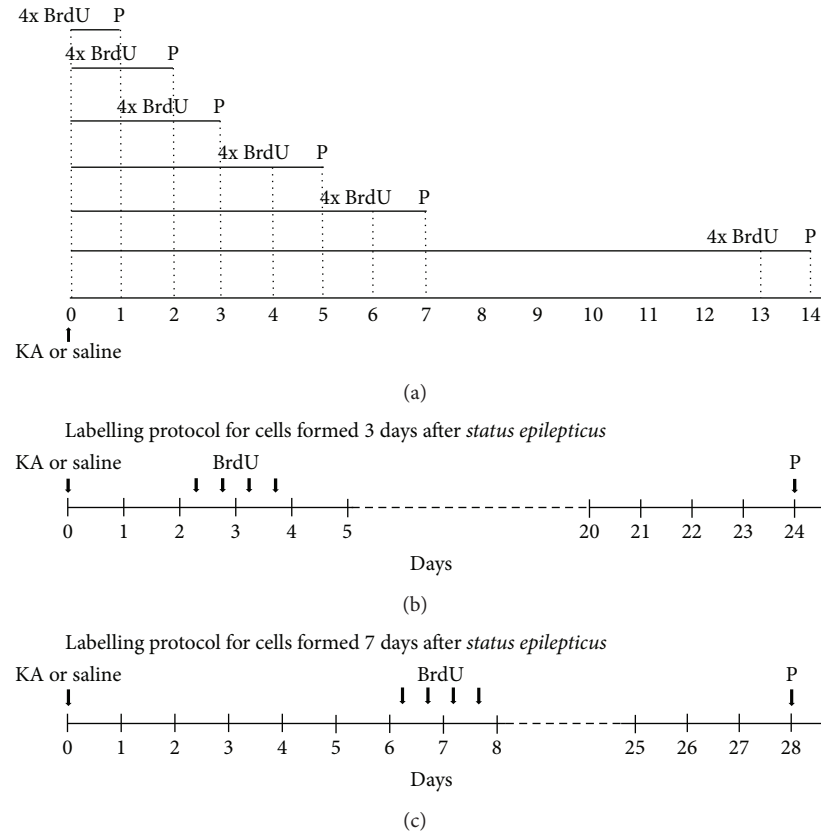 4x BrdU P
4x BrdU P
4x BrdU P
4x BrdU P
4x BrdU P
4x BrdU P
0 1 2 3 4 5 6 7 8 9 10 11 12 13 14
KA or saline
(a)
Labelling protocol for cells formed 3 days after status epilepticus
KA or saline BrdU P
0 1 2 3 4 5 20 21 22 23 24
Days
(b)
Labelling protocol for cells formed 7 days after status epilepticus
KA or saline BrdU P
0 1 2 3 4 5 6 7 8 25 26 27 28
Days
(c)